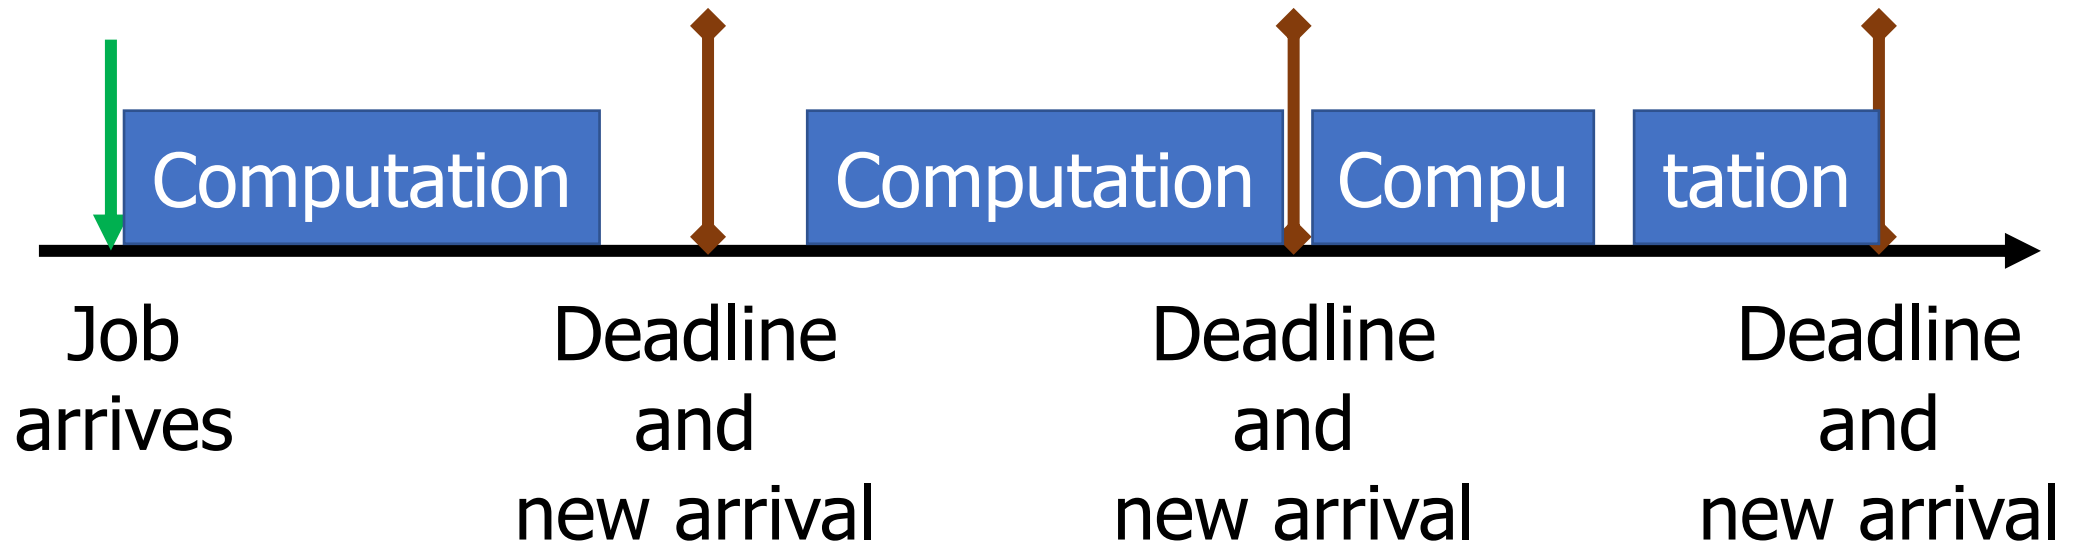 Computation
Computation
Compu
tation
Job
arrives
Deadline
and
new arrival
Deadline
and
new arrival
Deadline
and
new arrival